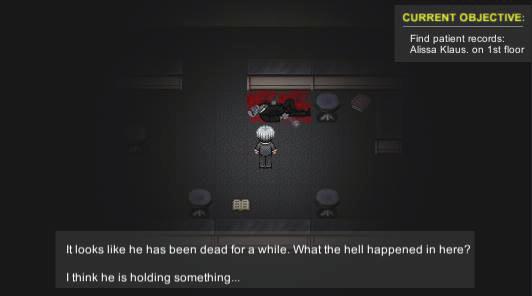 CURRENT OBJECTIVE:
Find patient records:
Alissa Klaus. on 1st floor
It looks like he has been dead for a while. What the hell happened in here?
I think he is holding something...